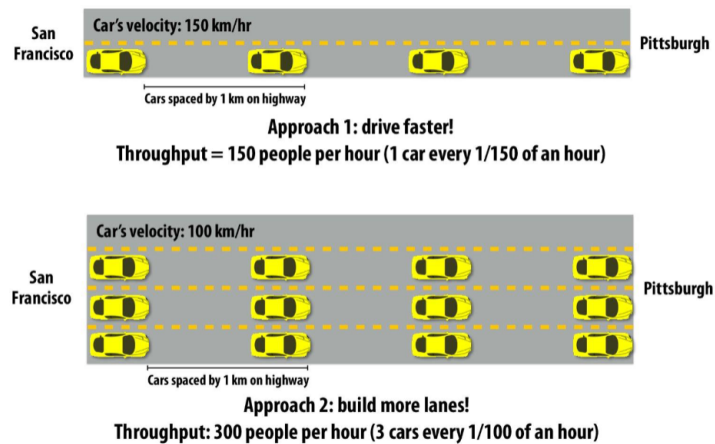 Car's velocity: 150 km/hr
San
Francisco
Pittsburgh
Cars spaced by 1 km on highway
Approach 1: drive faster!
Throughput = 150 people per hour (1 car every 1/150 of an hour)
Car's velocity: 100 km/hr
San
Francisco
Pittsburgh
Cars spaced by 1 km on highway
Approach 2: build more lanes!
Throughput: 300 people per hour (3 cars every 1/100 of an hour)